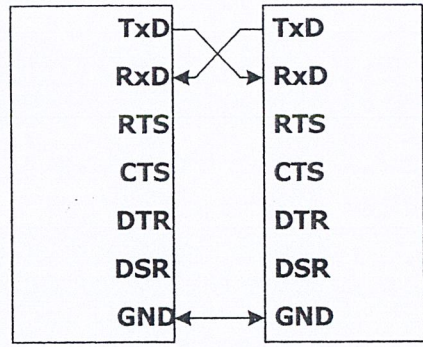 TxD TxD
RxD RxD
RTS RTS
CTS CTS
DTR DTR
DSR DSR
GND GND